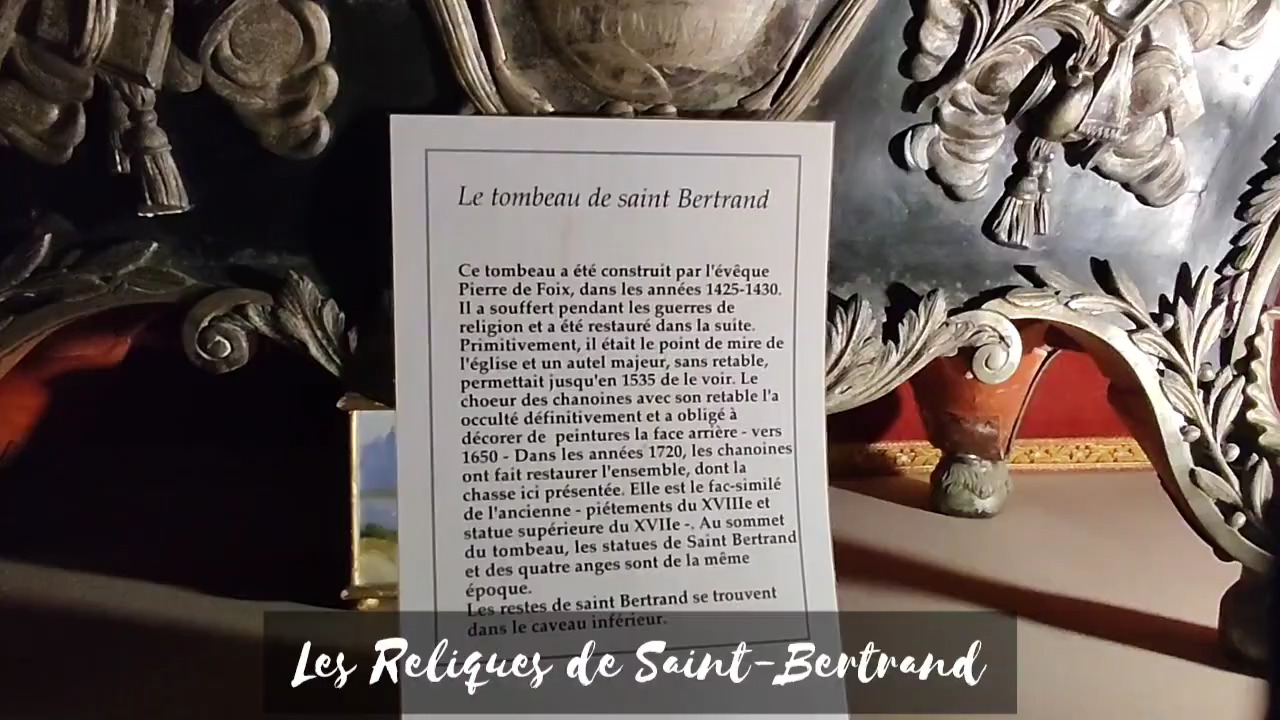 Le tombeau de saint Bertrand
Ce tombeau a été construit par l'évêque
Pierre de Foix, dans les années 1425-1430.
Il a souffert pendant les guerres de
religion et a été restauré dans la suite.
Primitivement, il était le point de mire de
l'église et un autel majeur, sans retable,
permettait jusqu'en 1535 de le voir. Le
choeur des chanoines avec son retable l'a
occulté définitivement et a obligé à
décorer de peintures la face arrière - vers
1650 - Dans les années 1720, les chanoines
ont fait restaurer l'ensemble, dont la
chasse ici présentée. Elle est le fac-similé
de l'ancienne - piétements du XVIIIe et
statue supérieure du XVIIe -. Au sommet
du tombeau, les statues de Saint Bertrand
et des quatre anges sont de la même
époque.
Les restes de saint Bertrand se trouvent
dans le caveau inférieur.
Les Reliques de Saint-Bertrand